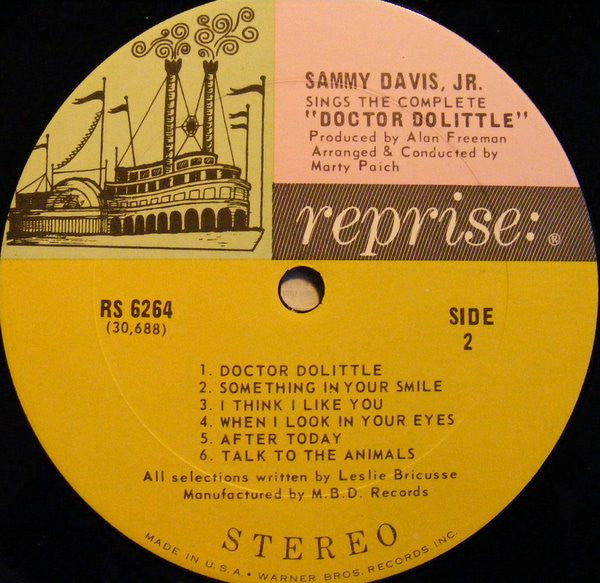 SAMMY DAVIS, JR.
SINGS THE COMPLETE
"DOCTOR DOLITTLE"
Produced by Alan Freeman
Arranged & Conducted by
Marty Paich
reprise:®
RS 6264
(30,688)
SIDE
2
1. DOCTOR DOLITTLE
2. SOMETHING IN YOUR SMILE
3. I THINK I LIKE YOU
4. WHEN I LOOK IN YOUR EYES
5. AFTER TODAY
6. TALK TO THE ANIMALS
All selections written by Leslie Bricusse
Manufactured by M.B.D. Records
STEREO
MADE IN U.S.A. • WARNER BROS. RECORDS, INC.